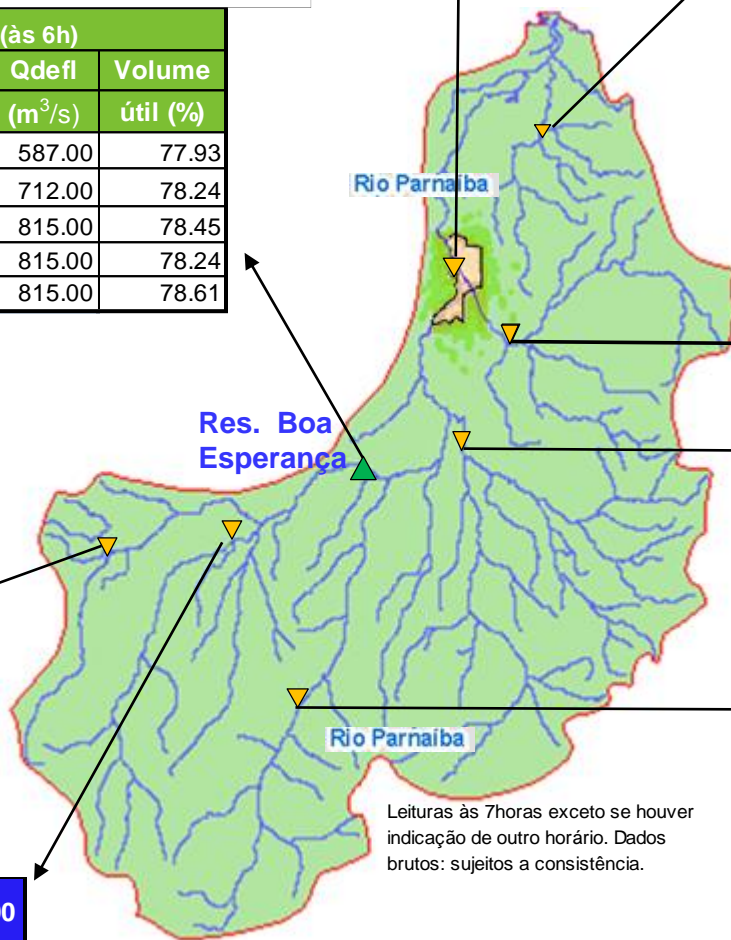 (às 6h)
Qdefl Volume
(m³/s) útil (%)
587.00 77.93
712.00 78.24
815.00 78.45
815.00 78.24
815.00 78.61
Rio Parnaíba
Res. Boa
Esperança
Rio Parnaíba
Leituras às 7horas exceto se houver
indicação de outro horário. Dados
brutos: sujeitos a consistência.